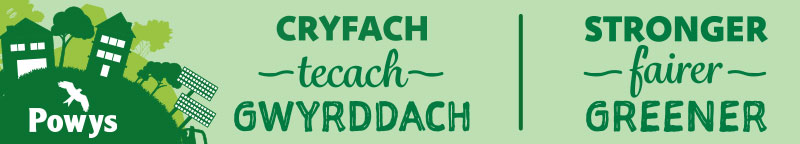 Powys
CRYFACH
tecach
GWYRDDACH
STRONGER
fairer
GREENER